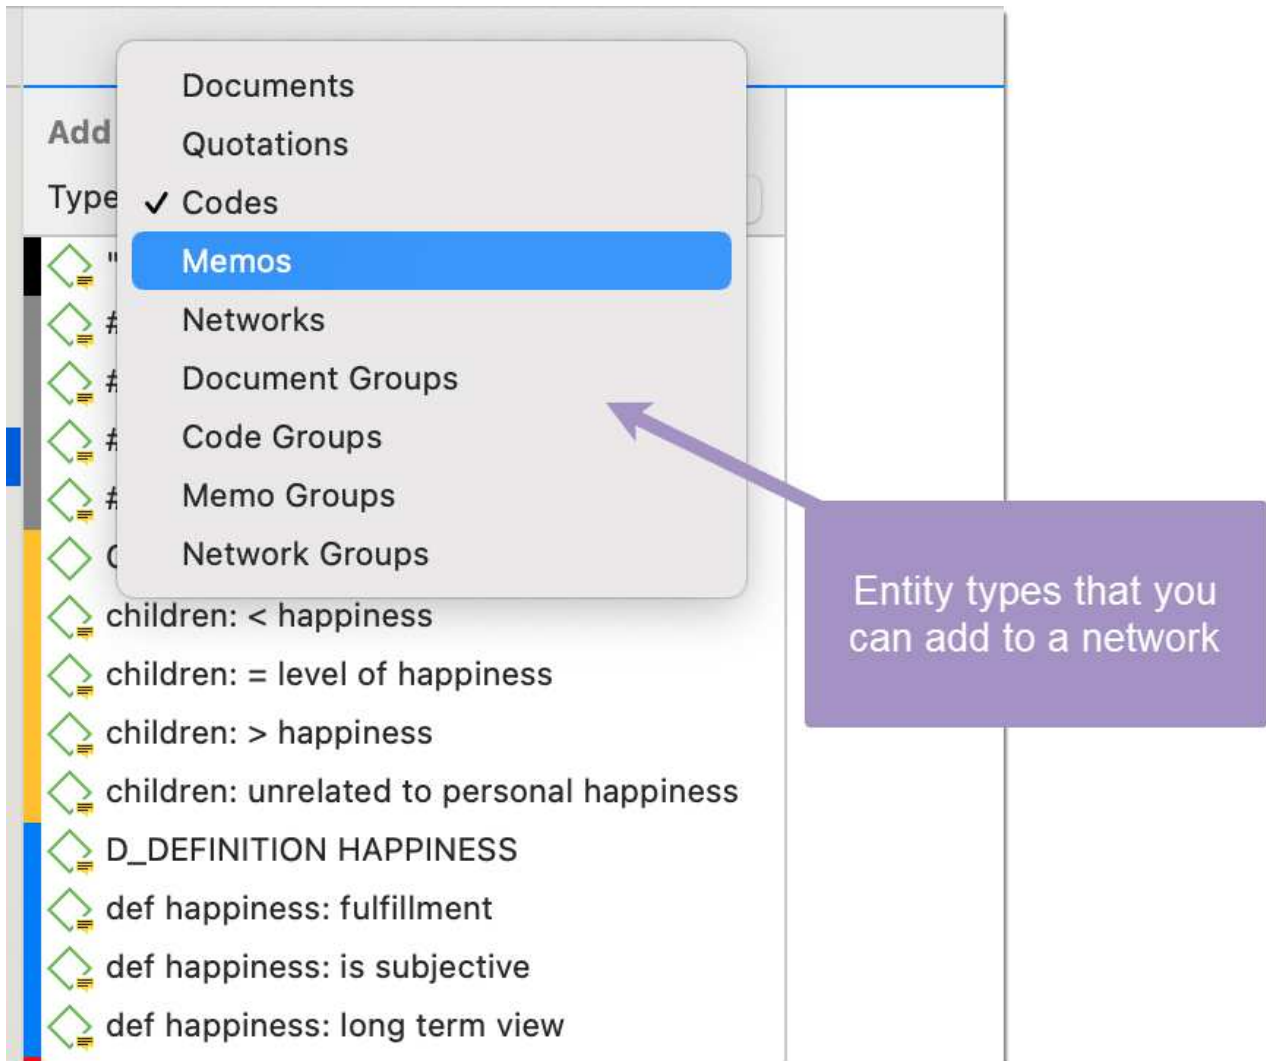 Documents
Add
Quotations
Type
✓ Codes
"
Memos
#
Networks
#
Document Groups
#
Code Groups
#
Memo Groups
Network Groups
children: < happiness
children: = level of happiness
children: > happiness
children: unrelated to personal happiness
D_DEFINITION HAPPINESS
def happiness: fulfillment
def happiness: is subjective
def happiness: long term view
Entity types that you
can add to a network